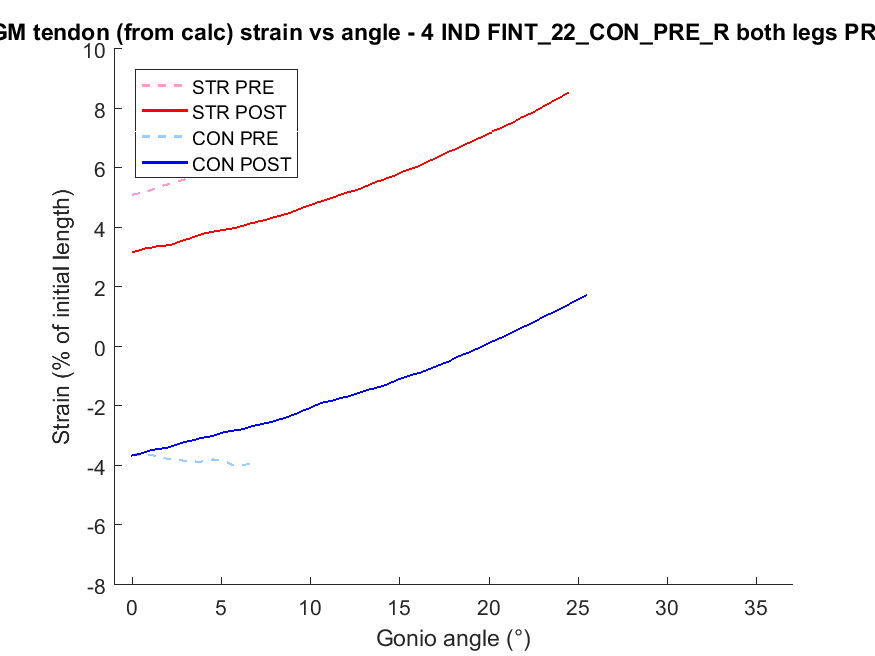 GM tendon (from calc) strain vs angle - 4 IND FINT_22_CON_PRE_R both legs PR
10
8
6
4
2
0
-2
-4
-6
-8
STR PRE
STR POST
CON PRE
CON POST
Strain (% of initial length)
0 5 10 15 20 25 30 35
Gonio angle (°)